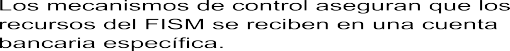 Los mecanismos de control aseguran que los
recursos del FISM se reciben en una cuenta
bancaria específica.